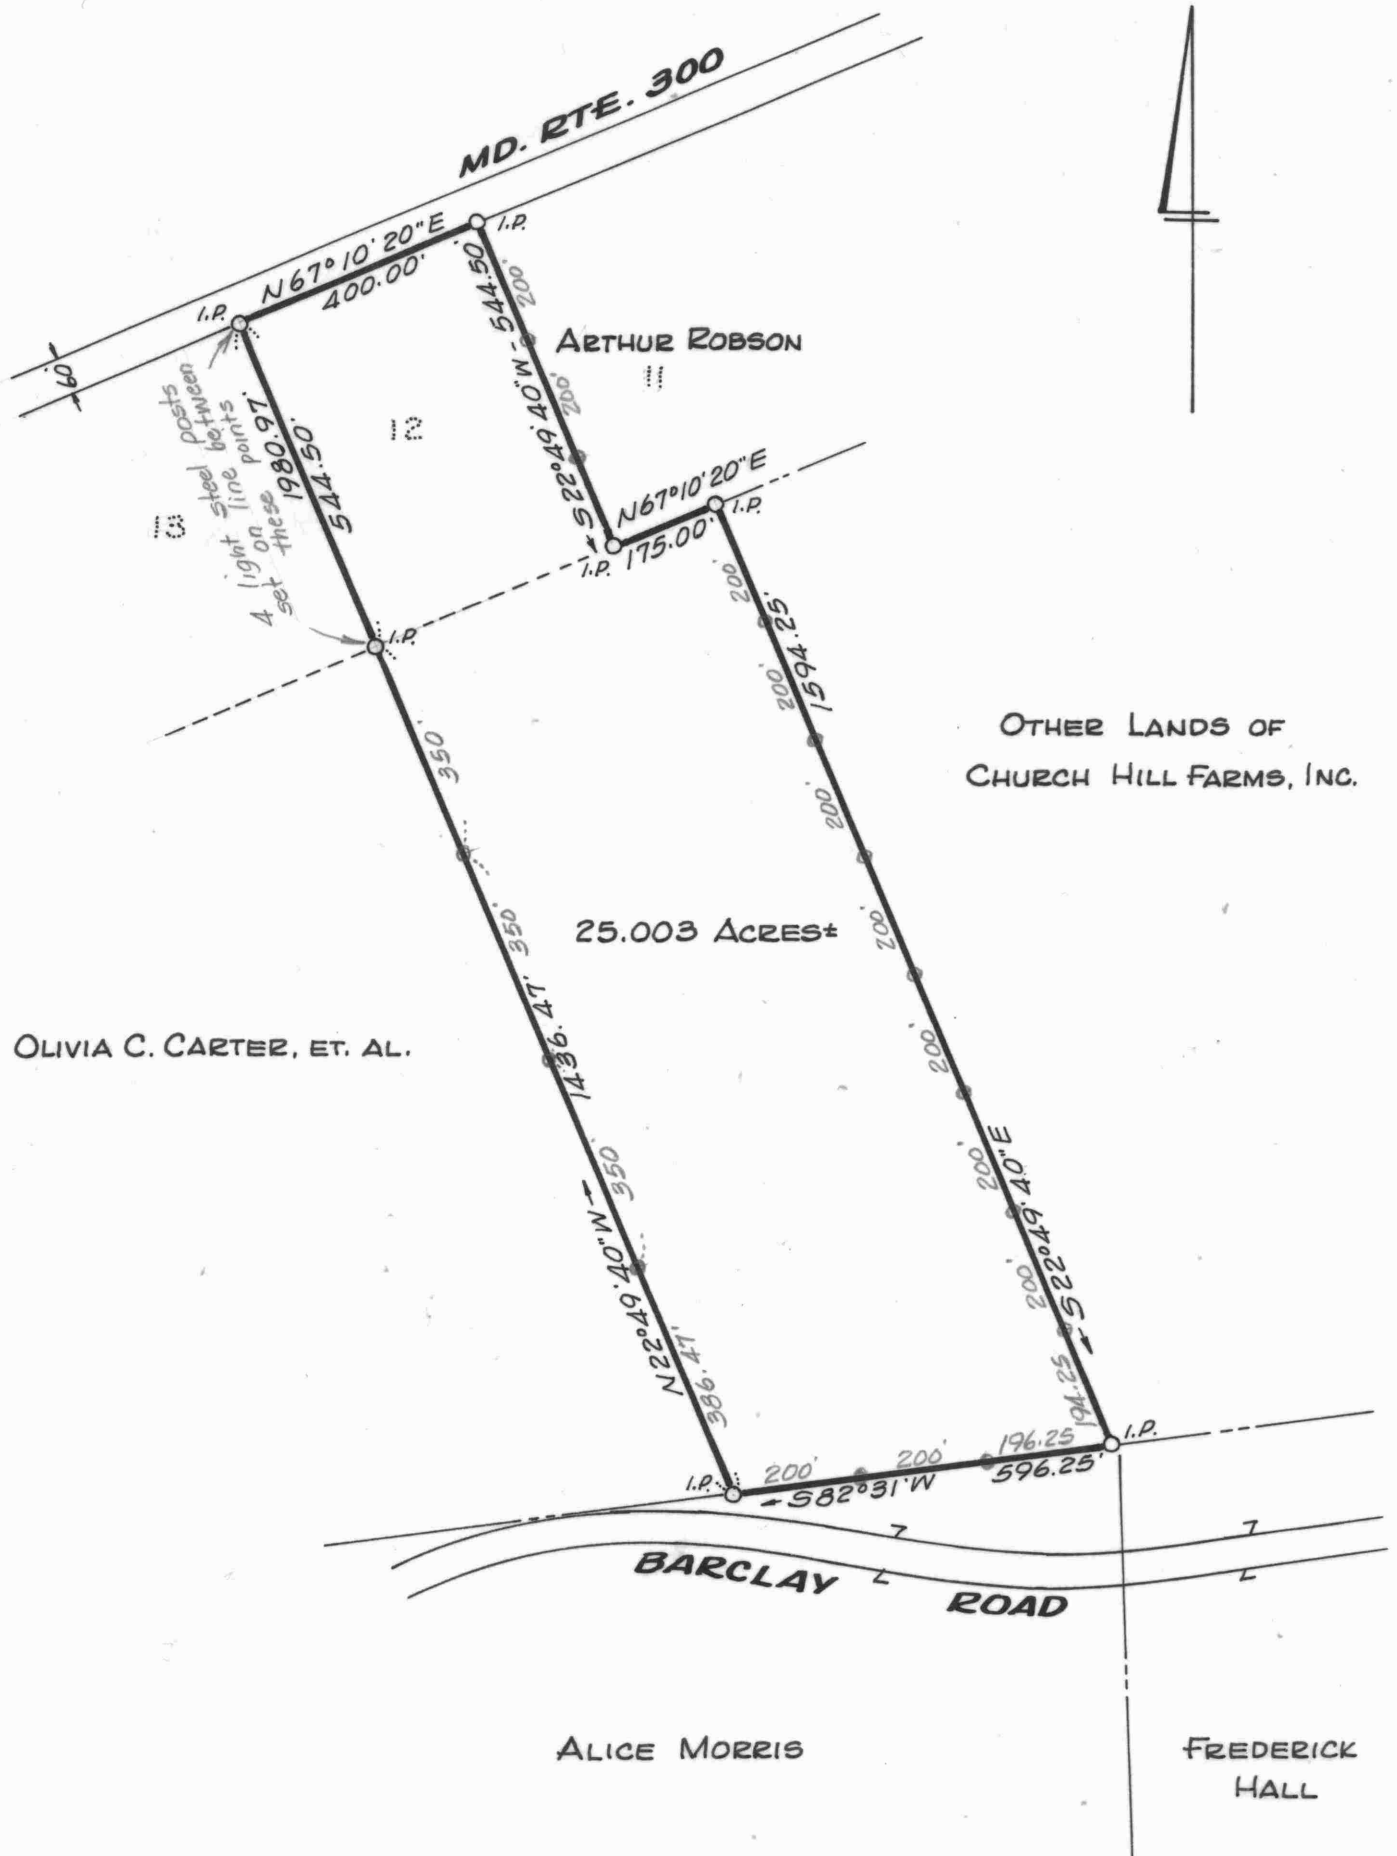 MD. RTE. 300
N67°10'20"E
400.00'
I.P.
I.P.
60'
544.50'
S22°49'40"W - 544.50'
200'
200'
ARTHUR ROBSON
11
12
13
1980.97'
544.50'
4 light steel posts
set on line between
these points
N67°10'20"E
175.00'
I.P.
I.P.
I.P.
1594.25'
200'
200'
200'
200'
200'
200'
200'
194.25
S22°49'40"E
OTHER LANDS OF
CHURCH HILL FARMS, INC.
25.003 ACRES±
OLIVIA C. CARTER, ET. AL.
350'
350'
1436.47'
350'
N22°49'40"W
386.47'
I.P.
I.P.
200'
200'
196.25
S82°31'W
596.25'
BARCLAY
ROAD
ALICE MORRIS
FREDERICK
HALL